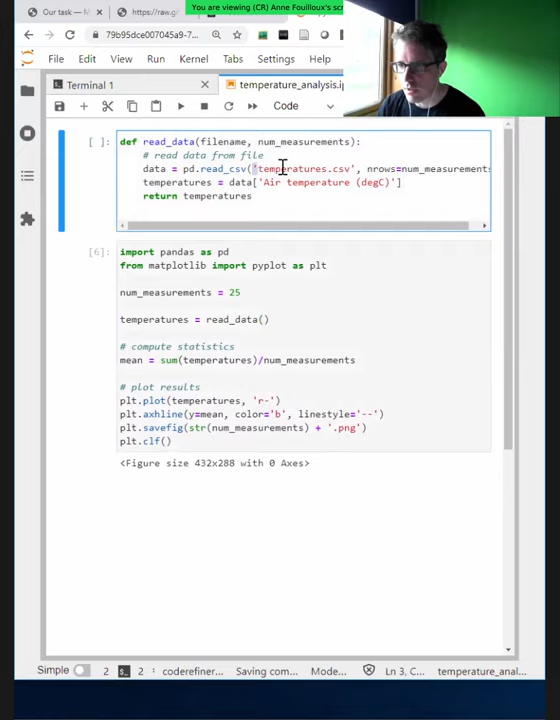 You are viewing (CR) Anne Fouilloux's scr
Our task — M
https://raw.g
79b95dce007045a9-7...
File Edit View Run Kernel Tabs Settings Help
Terminal 1
temperature_analysis.ip
Code
[ ]:
def read_data(filename, num_measurements):
# read data from file
data = pd.read_csv('temperatures.csv', nrows=num_measurements
temperatures = data['Air temperature (degC)']
return temperatures
[6]:
import pandas as pd
from matplotlib import pyplot as plt
num_measurements = 25
temperatures = read_data()
# compute statistics
mean = sum(temperatures)/num_measurements
# plot results
plt.plot(temperatures, 'r-')
plt.axhline(y=mean, color='b', linestyle='--')
plt.savefig(str(num_measurements) + '.png')
plt.clf()
<Figure size 432x288 with 0 Axes>
Simple 2 2 : coderefiner... Saving com... Mode... Ln 3, C... temperature_anal...